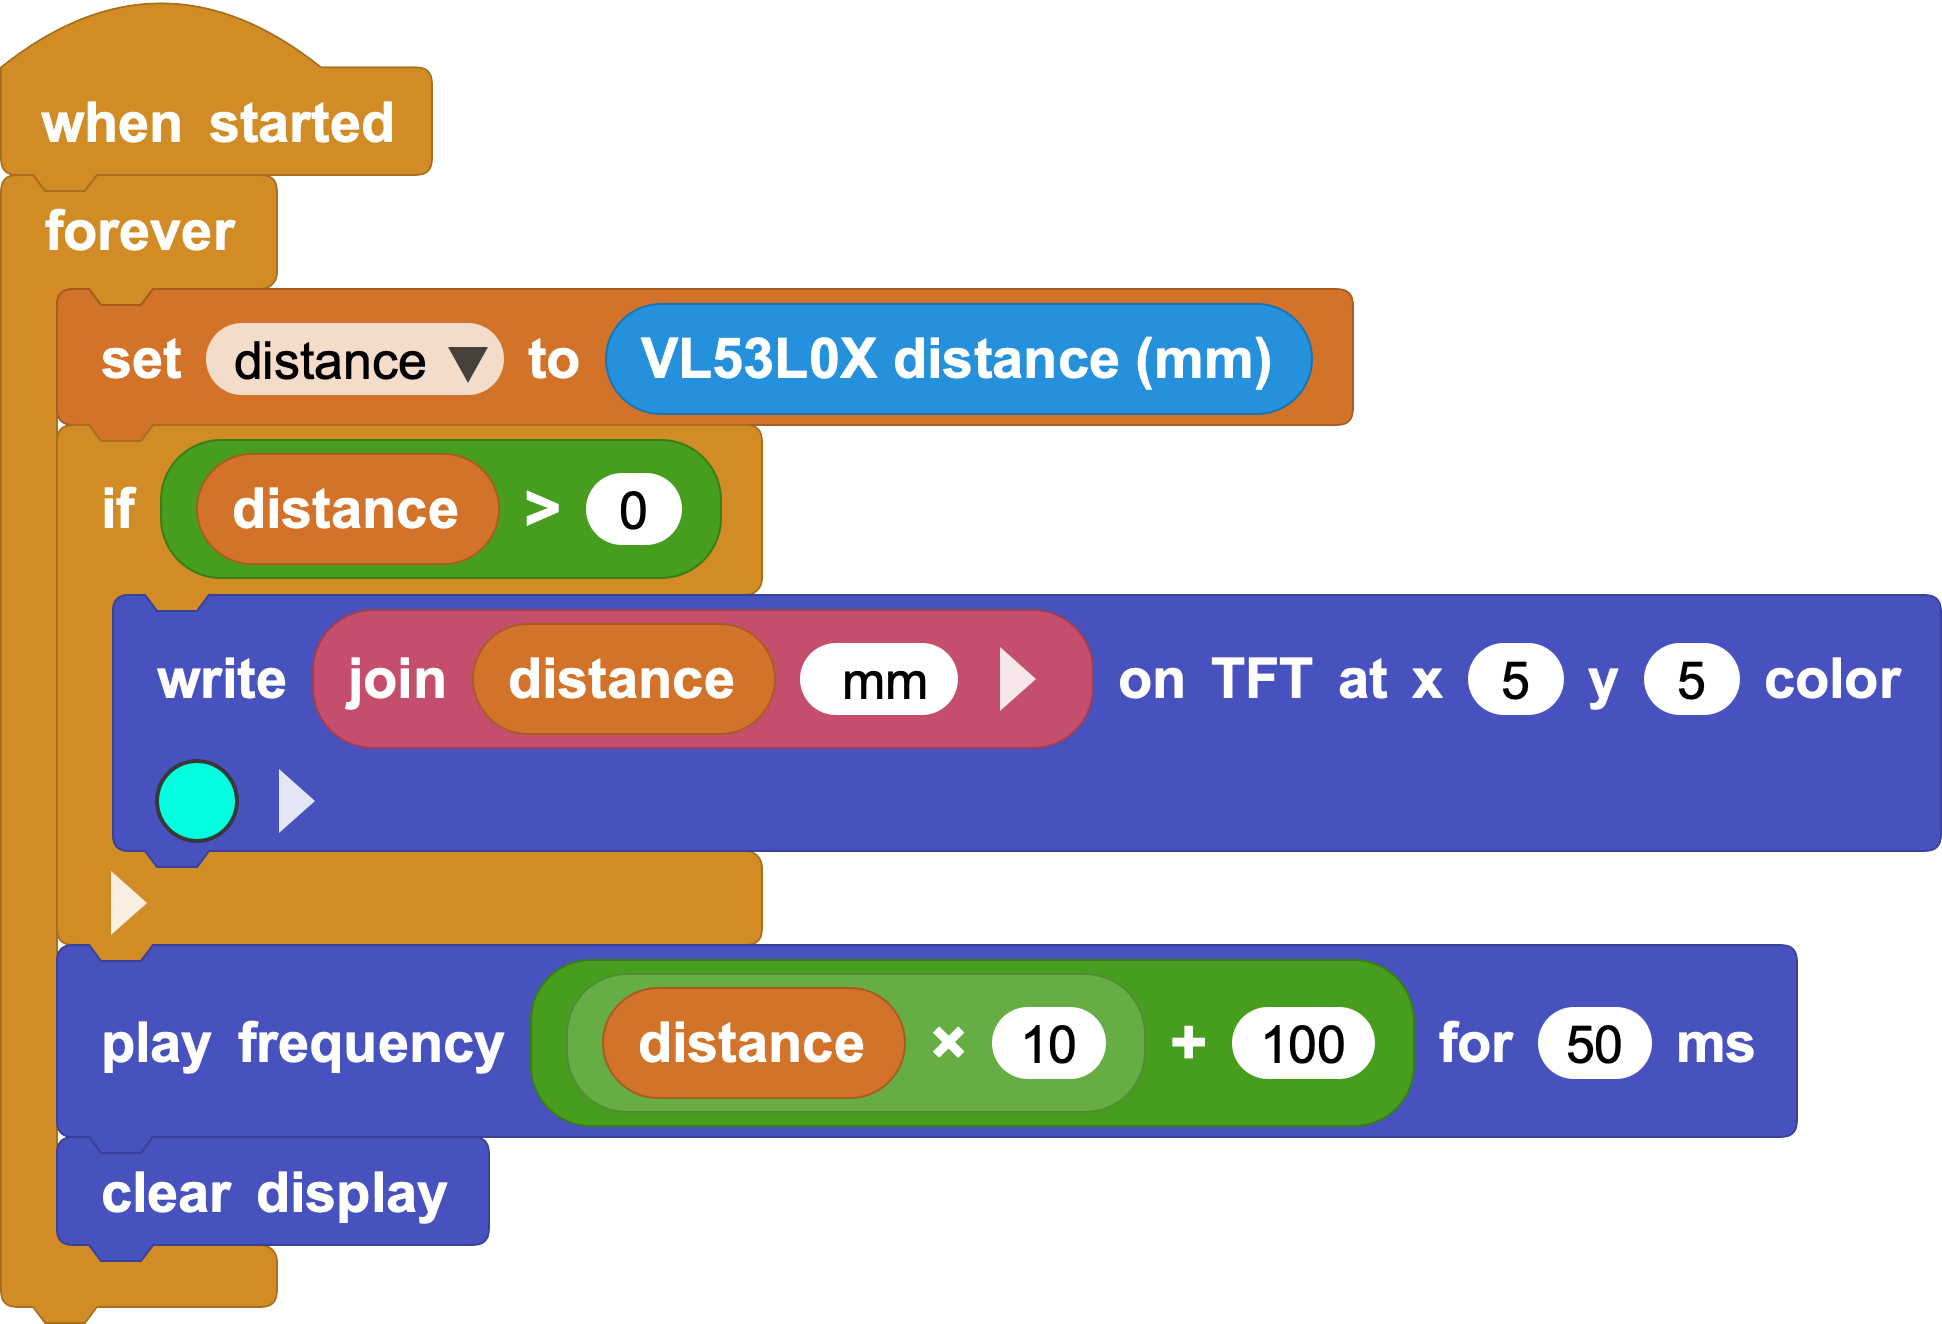 when started
forever
set distance to VL53L0X distance (mm)
if distance > 0
write join distance mm on TFT at x 5 y 5 color
play frequency distance × 10 + 100 for 50 ms
clear display